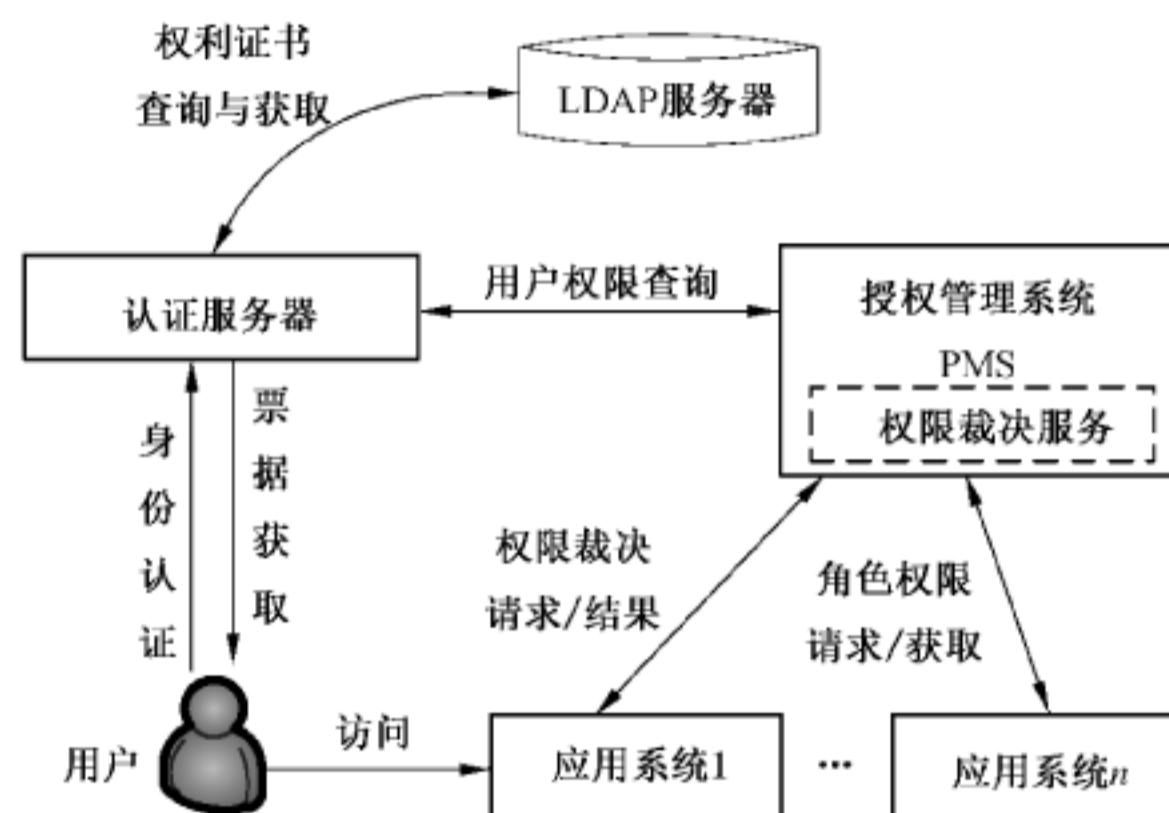 权利证书
查询与获取
LDAP服务器
认证服务器
用户权限查询
授权管理系统
PMS
权限裁决服务
身份认证
票据获取
权限裁决
请求/结果
角色权限
请求/获取
用户
访问
应用系统1
···
应用系统n